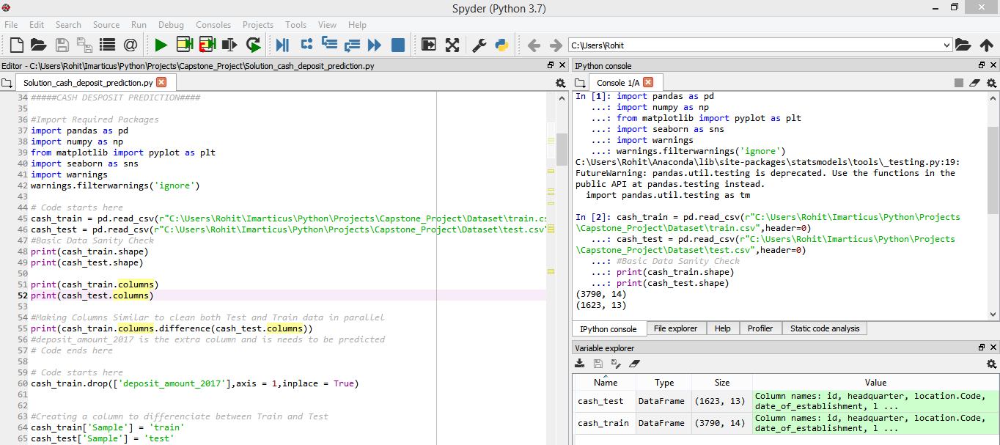 Spyder (Python 3.7)
File Edit Search Source Run Debug Consoles Projects Tools View Help
C:\Users\Rohit
Editor - C:\Users\Rohit\Imarticus\Python\Projects\Capstone_Project\Solution_cash_deposit_prediction.py
Solution_cash_deposit_prediction.py
34 #####CASH DESPOSIT PREDICTION####
35
36 #Import Required Packages
37 import pandas as pd
38 import numpy as np
39 from matplotlib import pyplot as plt
40 import seaborn as sns
41 import warnings
42 warnings.filterwarnings('ignore')
43
44 # Code starts here
45 cash_train = pd.read_csv(r"C:\Users\Rohit\Imarticus\Python\Projects\Capstone_Project\Dataset\train.cs
46 cash_test = pd.read_csv(r"C:\Users\Rohit\Imarticus\Python\Projects\Capstone_Project\Dataset\test.csv"
47 #Basic Data Sanity Check
48 print(cash_train.shape)
49 print(cash_test.shape)
50
51 print(cash_train.columns)
52 print(cash_test.columns)
53
54 #Making Columns Similar to clean both Test and Train data in parallel
55 print(cash_train.columns.difference(cash_test.columns))
56 #deposit_amount_2017 is the extra column and is needs to be predicted
57 # Code ends here
58
59 # Code starts here
60 cash_train.drop(['deposit_amount_2017'],axis = 1,inplace = True)
61
62
63 #Creating a column to differenciate between Train and Test
64 cash_train['Sample'] = 'train'
65 cash_test['Sample'] = 'test'
IPython console
Console 1/A
In [1]: import pandas as pd
...: import numpy as np
...: from matplotlib import pyplot as plt
...: import seaborn as sns
...: import warnings
...: warnings.filterwarnings('ignore')
C:\Users\Rohit\Anaconda\lib\site-packages\statsmodels\tools\_testing.py:19:
FutureWarning: pandas.util.testing is deprecated. Use the functions in the
public API at pandas.testing instead.
import pandas.util.testing as tm
In [2]: cash_train = pd.read_csv(r"C:\Users\Rohit\Imarticus\Python\Projects
\Capstone_Project\Dataset\train.csv",header=0)
...: cash_test = pd.read_csv(r"C:\Users\Rohit\Imarticus\Python\Projects
\Capstone_Project\Dataset\test.csv",header=0)
...: #Basic Data Sanity Check
...: print(cash_train.shape)
...: print(cash_test.shape)
(3790, 14)
(1623, 13)
IPython console File explorer Help Profiler Static code analysis
Variable explorer
Name Type Size Value
cash_test DataFrame (1623, 13) Column names: id, headquarter, location.Code,
date_of_establishment, l ...
cash_train DataFrame (3790, 14) Column names: id, headquarter, location.Code,
date_of_establishment, l ...